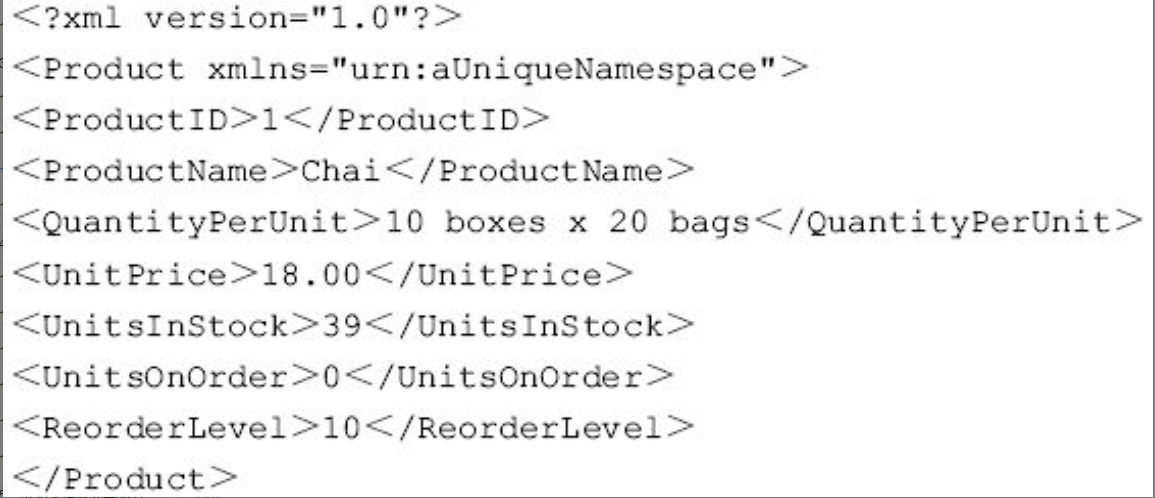 <?xml version="1.0"?>
<Product xmlns="urn:aUniqueNamespace">
<ProductID>1</ProductID>
<ProductName>Chai</ProductName>
<QuantityPerUnit>10 boxes x 20 bags</QuantityPerUnit>
<UnitPrice>18.00</UnitPrice>
<UnitsInStock>39</UnitsInStock>
<UnitsOnOrder>0</UnitsOnOrder>
<ReorderLevel>10</ReorderLevel>
</Product>